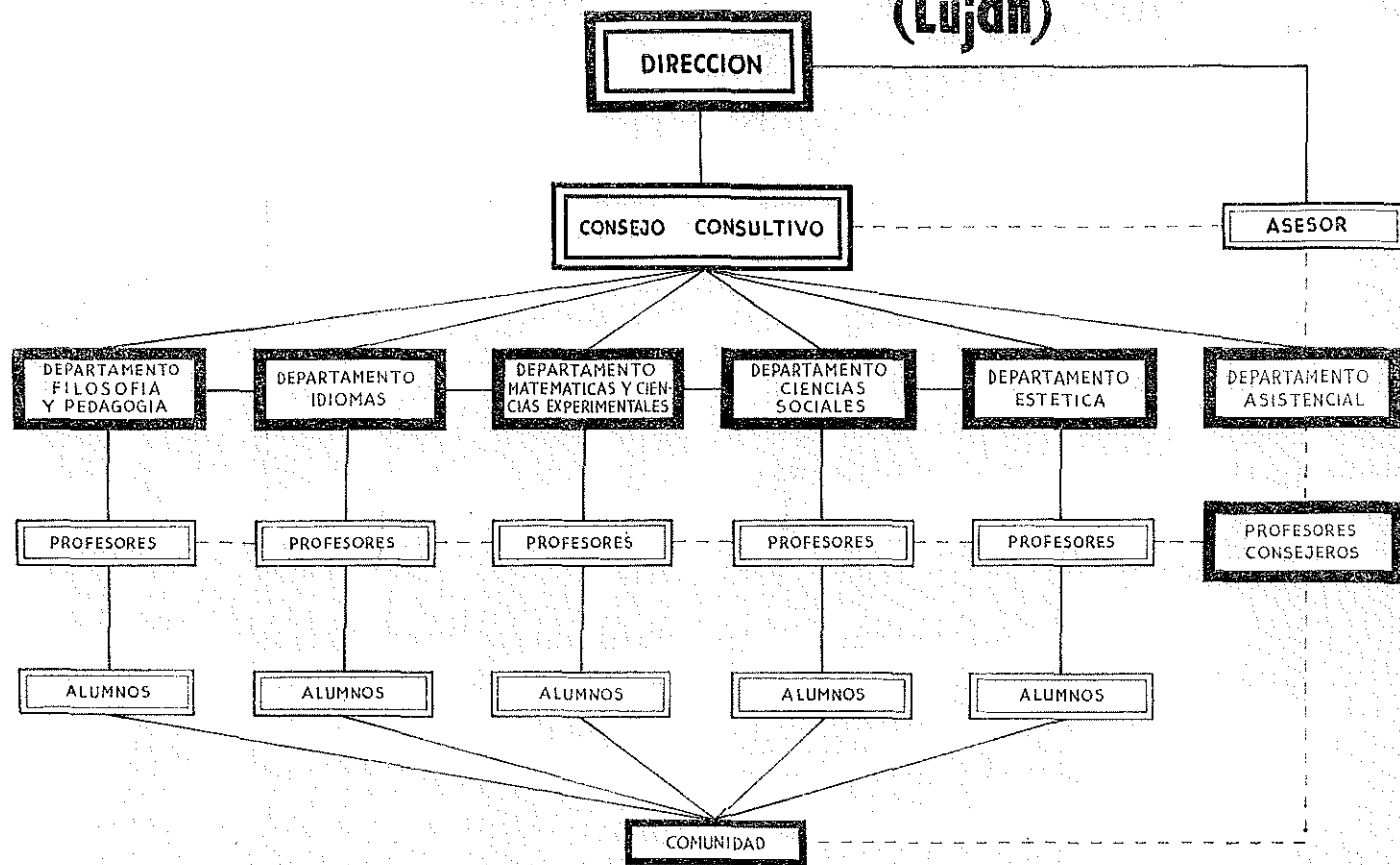 (Luján)
DIRECCION
CONSEJO CONSULTIVO
ASESOR
DEPARTAMENTO
FILOSOFIA
Y PEDAGOGIA
DEPARTAMENTO
IDIOMAS
DEPARTAMENTO
MATEMATICAS Y CIEN-
CIAS EXPERIMENTALES
DEPARTAMENTO
CIENCIAS
SOCIALES
DEPARTAMENTO
ESTETICA
DEPARTAMENTO
ASISTENCIAL
PROFESORES
PROFESORES
PROFESORES
PROFESORES
PROFESORES
PROFESORES
CONSEJEROS
ALUMNOS
ALUMNOS
ALUMNOS
ALUMNOS
ALUMNOS
COMUNIDAD